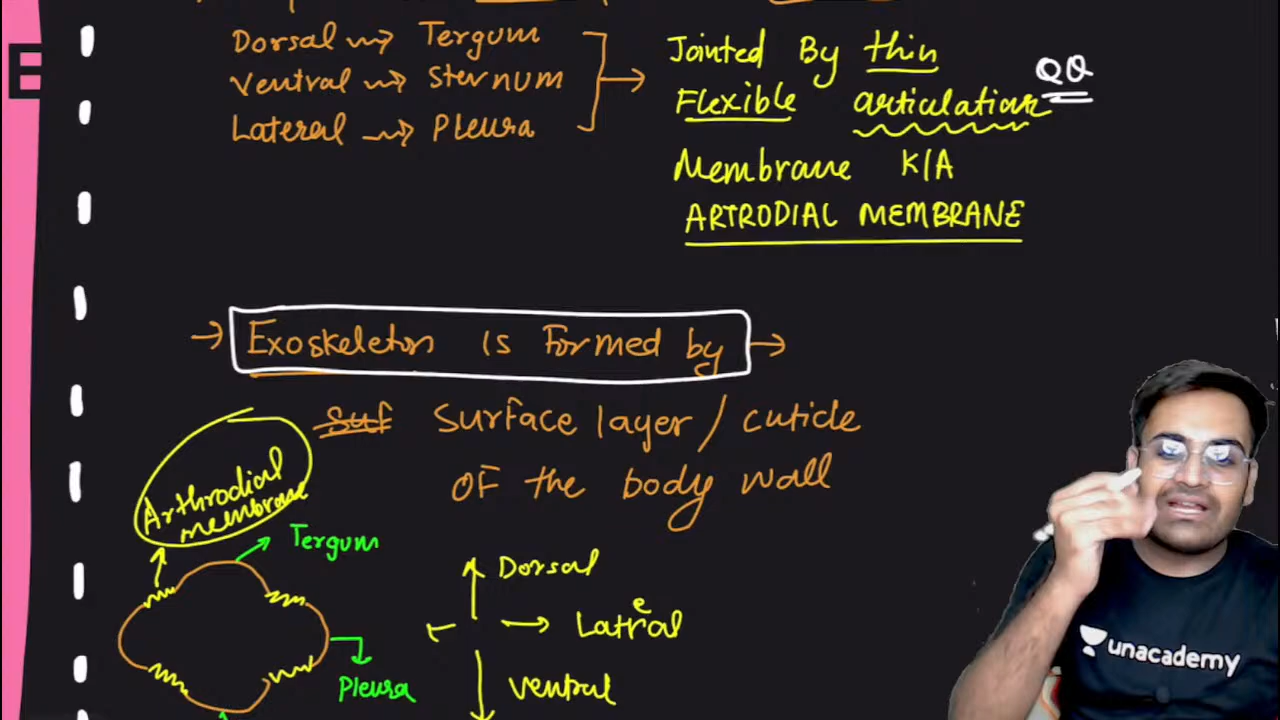 E
Dorsal → Tergum
Ventral → Sternum
Lateral → Pleura
Jointed By thin
Flexible articulation QQ
Membrane K/A
ARTRODIAL MEMBRANE
→ Exoskeleton is Formed by →
suf surface layer / cuticle
OF the body wall
Arthrodial
membrane
Tergum
Pleura
Dorsal
Latreal
Ventral
unacademy